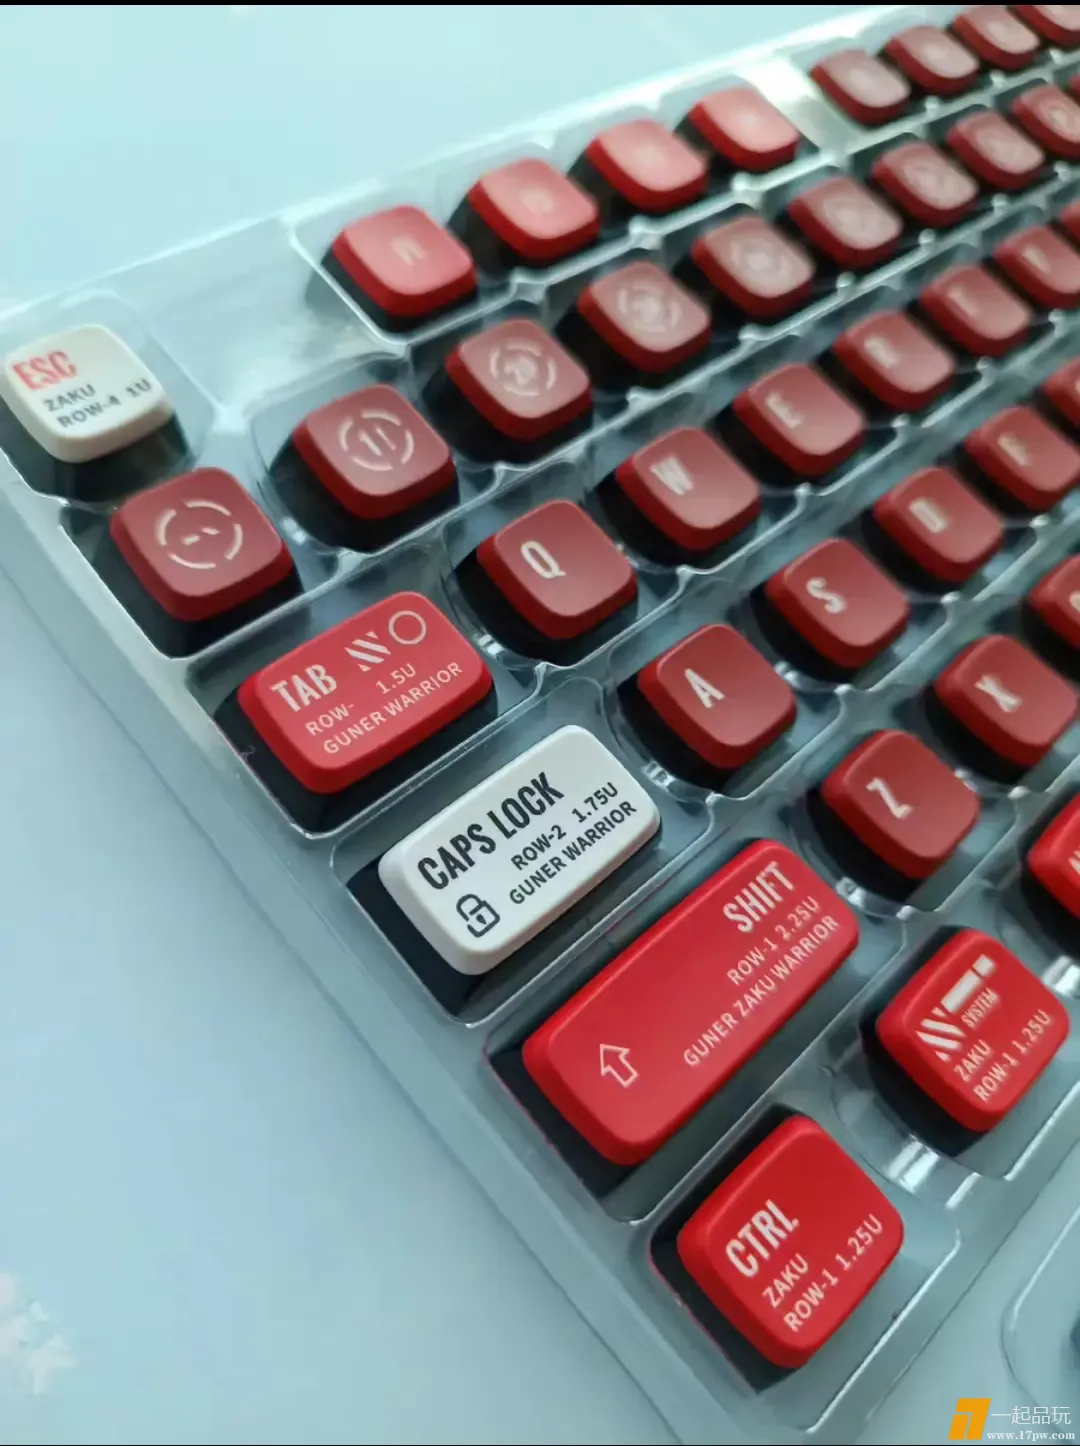 ESC
ZAKU
ROW-4 1U
~
1!
2@
Q
W
E
R
TAB
1.5U
ROW-
GUNER WARRIOR
A
S
D
F
CAPS LOCK
ROW-2 1.75U
GUNER WARRIOR
Z
X
SHIFT
ROW-1 2.25U
GUNER ZAKU WARRIOR
SYSTEM
ZAKU
ROW-1 1.25U
CTRL
ZAKU
ROW-1 1.25U
一起品玩
www.17pw.com